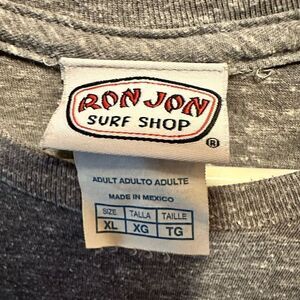 RON JON
SURF SHOP
®
ADULT ADULTO ADULTE
MADE IN MEXICO
SIZE TALLA TAILLE
XL XG TG